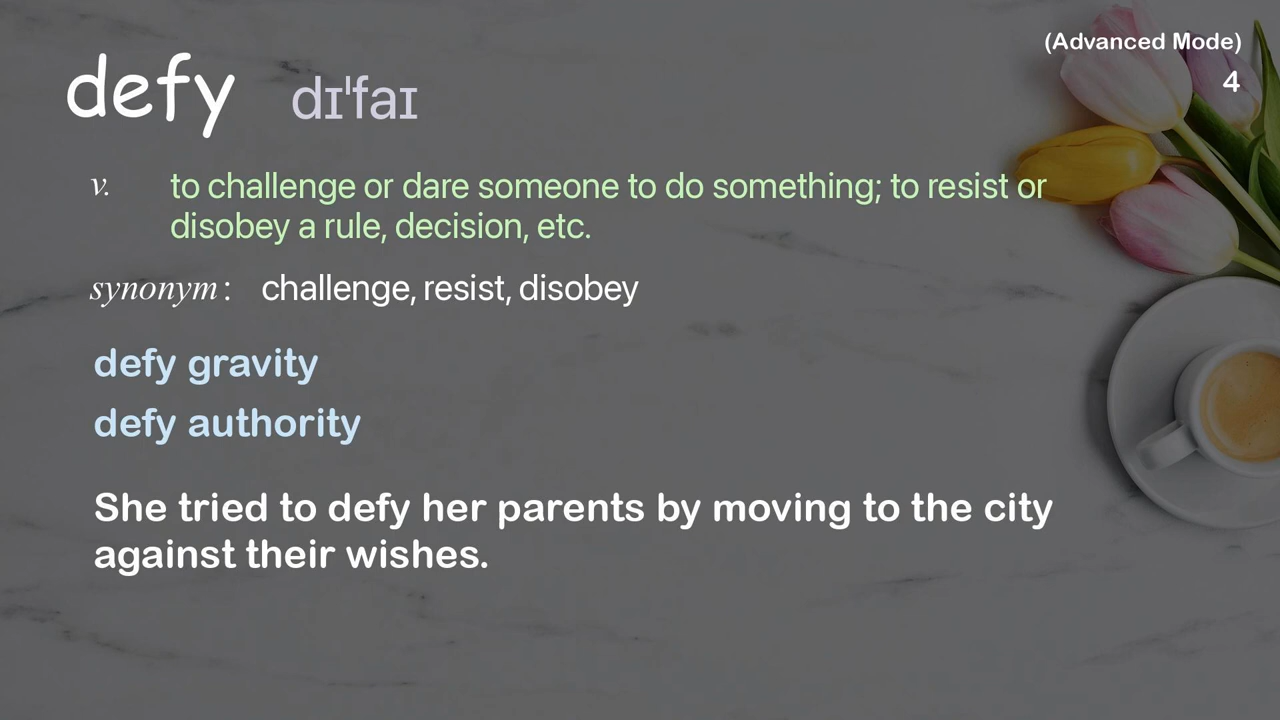 (Advanced Mode)
4
defy dɪˈfaɪ
v. to challenge or dare someone to do something; to resist or
disobey a rule, decision, etc.
synonym : challenge, resist, disobey
defy gravity
defy authority
She tried to defy her parents by moving to the city
against their wishes.